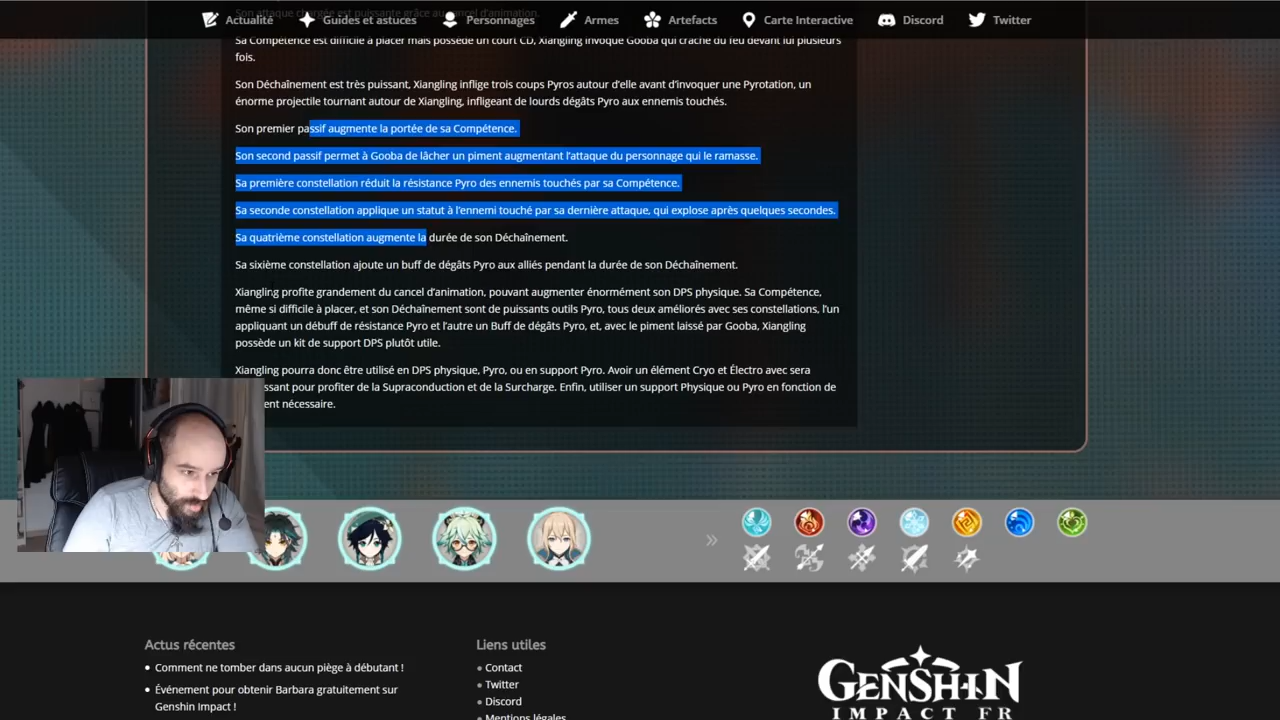 Actualité
Guides et astuces
Personnages
Armes
Artefacts
Carte Interactive
Discord
Twitter
Sa Compétence est difficile à placer mais possède un court CD, Xiangling invoque Gooba qui crache du feu devant lui plusieurs
fois.
Son Déchaînement est très puissant, Xiangling inflige trois coups Pyros autour d'elle avant d'invoquer une Pyrotation, un
énorme projectile tournant autour de Xiangling, infligeant de lourds dégâts Pyro aux ennemis touchés.
Son premier passif augmente la portée de sa Compétence.
Son second passif permet à Gooba de lâcher un piment augmentant l'attaque du personnage qui le ramasse.
Sa première constellation réduit la résistance Pyro des ennemis touchés par sa Compétence.
Sa seconde constellation applique un statut à l'ennemi touché par sa dernière attaque, qui explose après quelques secondes.
Sa quatrième constellation augmente la durée de son Déchaînement.
Sa sixième constellation ajoute un buff de dégâts Pyro aux alliés pendant la durée de son Déchaînement.
Xiangling profite grandement du cancel d'animation, pouvant augmenter énormément son DPS physique. Sa Compétence,
même si difficile à placer, et son Déchaînement sont de puissants outils Pyro, tous deux améliorés avec ses constellations, l'un
appliquant un débuff de résistance Pyro et l'autre un Buff de dégâts Pyro, et, avec le piment laissé par Gooba, Xiangling
possède un kit de support DPS plutôt utile.
Xiangling pourra donc être utilisé en DPS physique, Pyro, ou en support Pyro. Avoir un élément Cryo et Électro avec sera
ssant pour profiter de la Supraconduction et de la Surcharge. Enfin, utiliser un support Physique ou Pyro en fonction de
ent nécessaire.
Actus récentes
Comment ne tomber dans aucun piège à débutant !
Événement pour obtenir Barbara gratuitement sur
Genshin Impact !
Liens utiles
Contact
Twitter
Discord
Mentions légales
GENSHIN
IMPACT FR